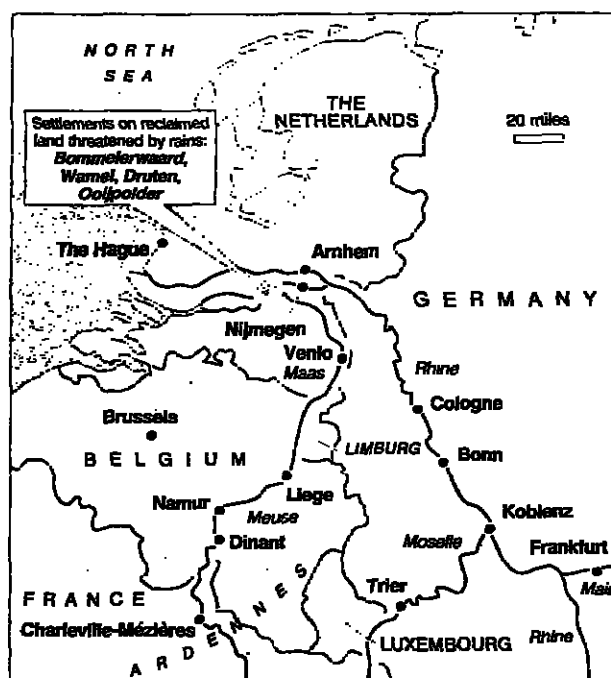 NORTH
SEA
THE
NETHERLANDS
20 miles
Settlements on reclaimed
land threatened by rains:
Bommelerwaard,
Wamel, Druten,
Ooijpolder
The Hague
Arnhem
GERMANY
Nijmegen
Venlo
Maas
Rhine
Cologne
Brussels
BELGIUM
LIMBURG
Bonn
Liege
Namur
Meuse
Koblenz
Dinant
Moselle
Frankfurt
Main
Trier
FRANCE
Charleville-Mézières
ARDENNES
LUXEMBOURG
Rhine